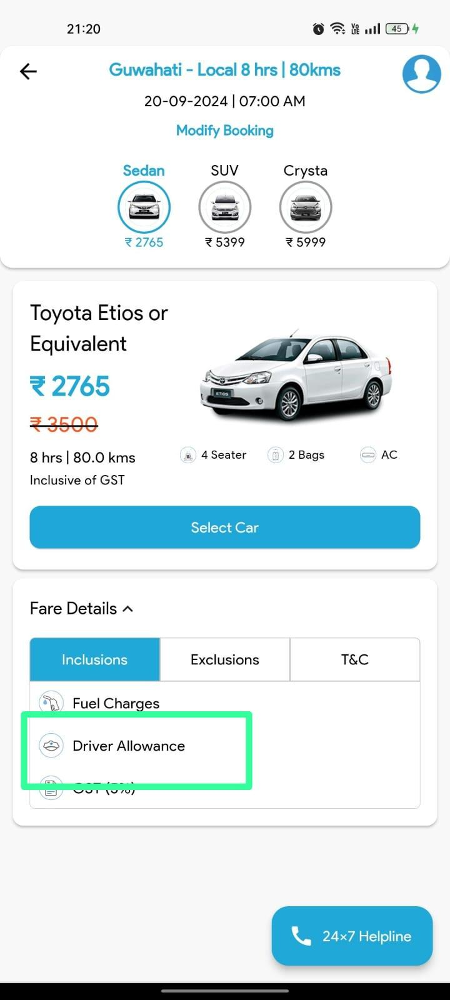 21:20
Vo
LTE
45
Guwahati - Local 8 hrs | 80kms
20-09-2024 | 07:00 AM
Modify Booking
Sedan
SUV
Crysta
₹ 2765
₹ 5399
₹ 5999
Toyota Etios or
Equivalent
₹ 2765
₹ 3500
8 hrs | 80.0 kms
Inclusive of GST
ETIOS
4 Seater
2 Bags
AC
Select Car
Fare Details
Inclusions
Exclusions
T&C
Fuel Charges
Driver Allowance
GST (5%)
24×7 Helpline